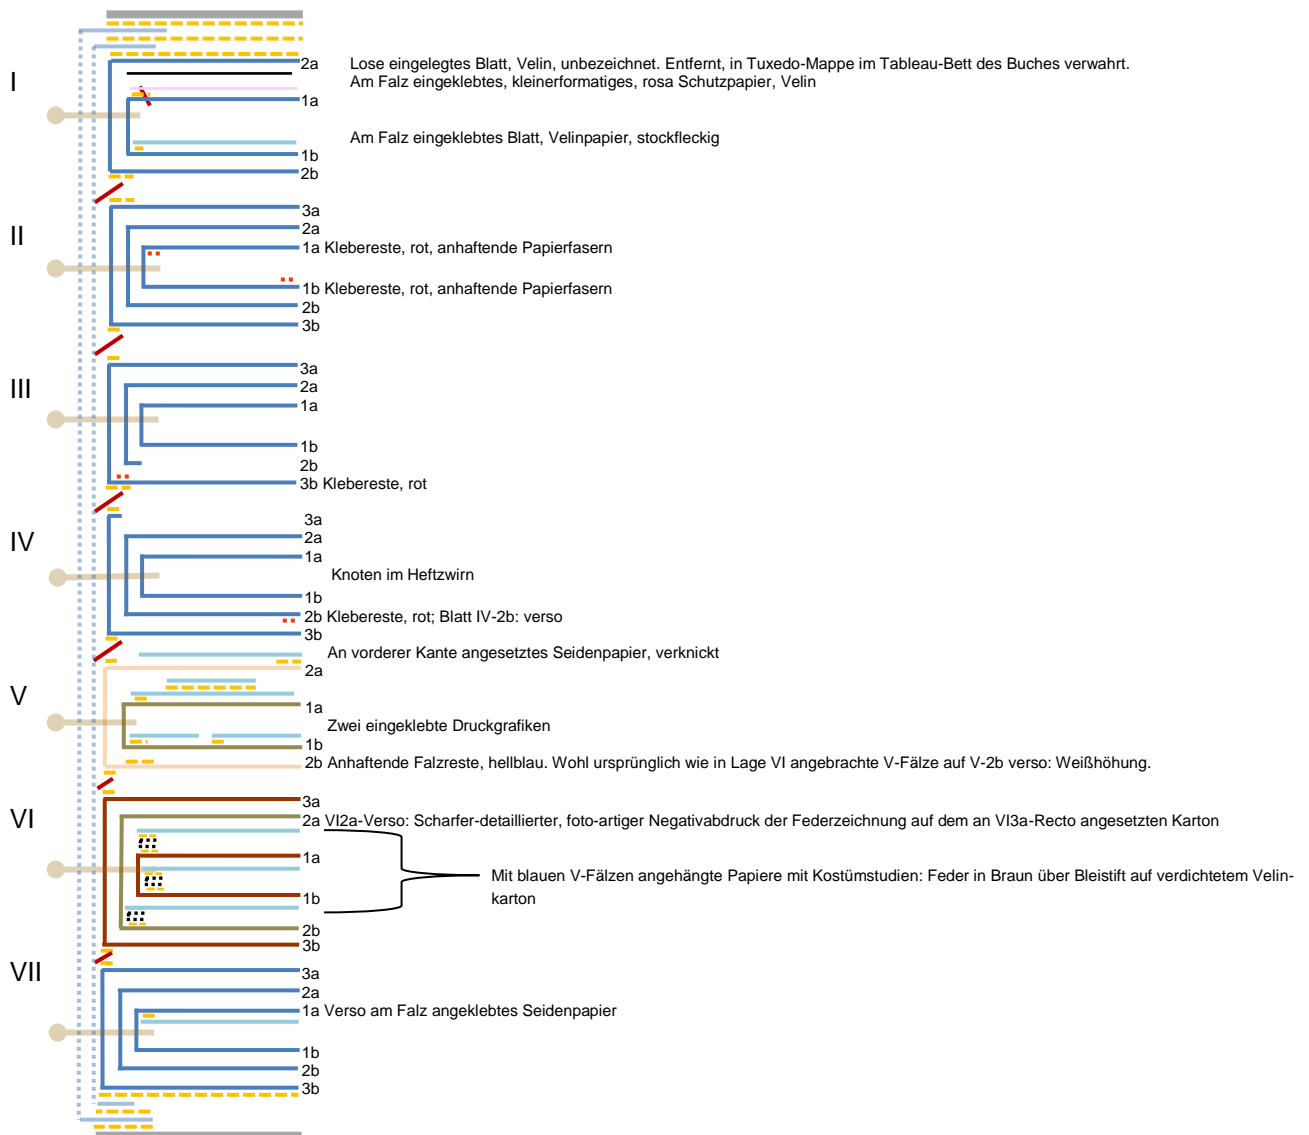 I
2a Lose eingelegtes Blatt, Velin, unbezeichnet. Entfernt, in Tuxedo-Mappe im Tableau-Bett des Buches verwahrt.
Am Falz eingeklebtes, kleinerformatiges, rosa Schutzpapier, Velin
1a
Am Falz eingeklebtes Blatt, Velinpapier, stockfleckig
1b
2b
II
3a
2a
1a Klebereste, rot, anhaftende Papierfasern
1b Klebereste, rot, anhaftende Papierfasern
2b
3b
III
3a
2a
1a
1b
2b
3b Klebereste, rot
IV
3a
2a
1a
Knoten im Heftzwirn
1b
2b Klebereste, rot; Blatt IV-2b: verso
3b
An vorderer Kante angesetztes Seidenpapier, verknickt
2a
V
1a
Zwei eingeklebte Druckgrafiken
1b
2b Anhaftende Falzreste, hellblau. Wohl ursprünglich wie in Lage VI angebrachte V-Fälze auf V-2b verso: Weißhöhung.
VI
3a
2a VI2a-Verso: Scharfer-detaillierter, foto-artiger Negativabdruck der Federzeichnung auf dem an VI3a-Recto angesetzten Karton
1a
Mit blauen V-Fälzen angehängte Papiere mit Kostümstudien: Feder in Braun über Bleistift auf verdichtetem Velin-
karton
1b
2b
3b
VII
3a
2a
1a Verso am Falz angeklebtes Seidenpapier
1b
2b
3b